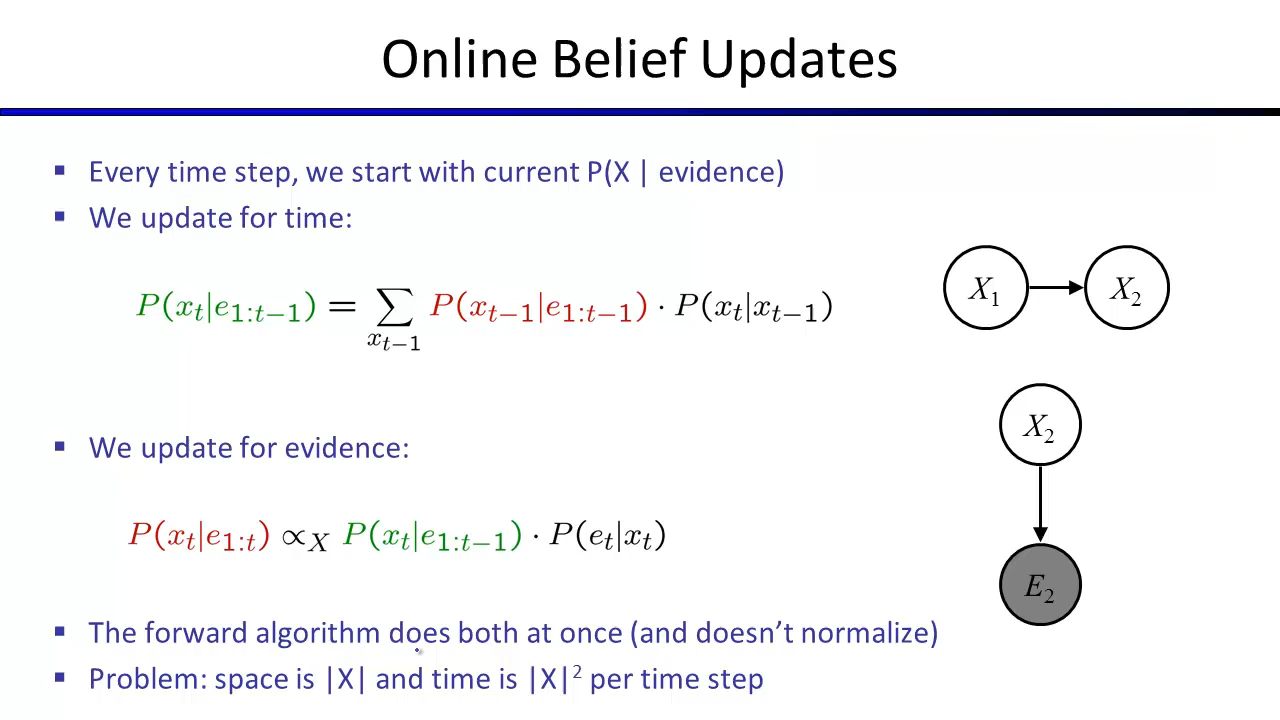 Online Belief Updates
▪ Every time step, we start with current P(X | evidence)
▪ We update for time:
P(x_t|e_{1:t−1}) = ∑_{x_{t−1}} P(x_{t−1}|e_{1:t−1}) · P(x_t|x_{t−1})
X₁
X₂
X₂
▪ We update for evidence:
P(x_t|e_{1:t}) ∝_X P(x_t|e_{1:t−1}) · P(e_t|x_t)
E₂
▪ The forward algorithm does both at once (and doesn’t normalize)
▪ Problem: space is |X| and time is |X|² per time step